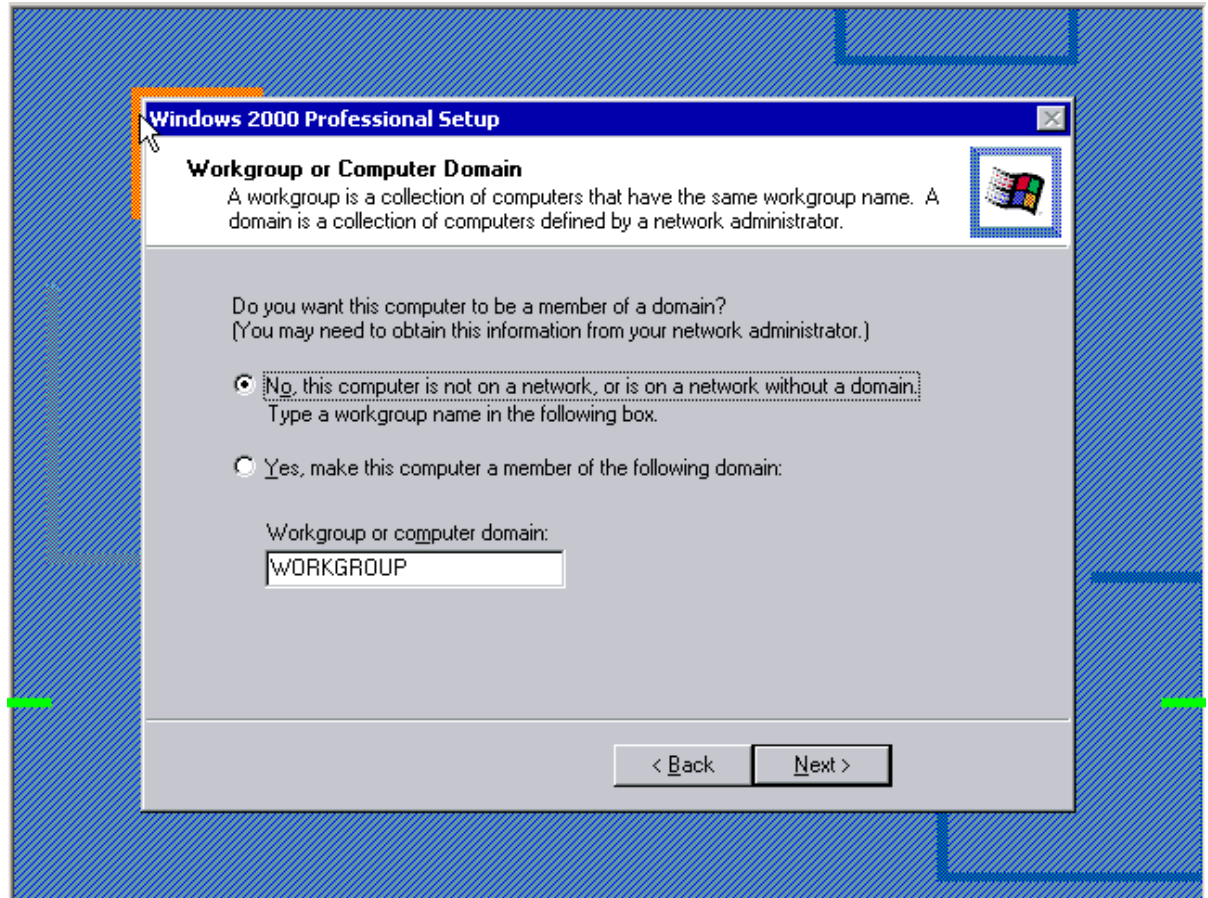 Windows 2000 Professional Setup
Workgroup or Computer Domain
A workgroup is a collection of computers that have the same workgroup name. A
domain is a collection of computers defined by a network administrator.
Do you want this computer to be a member of a domain?
(You may need to obtain this information from your network administrator.)
No, this computer is not on a network, or is on a network without a domain.
Type a workgroup name in the following box.
Yes, make this computer a member of the following domain:
Workgroup or computer domain:
WORKGROUP
< Back Next >